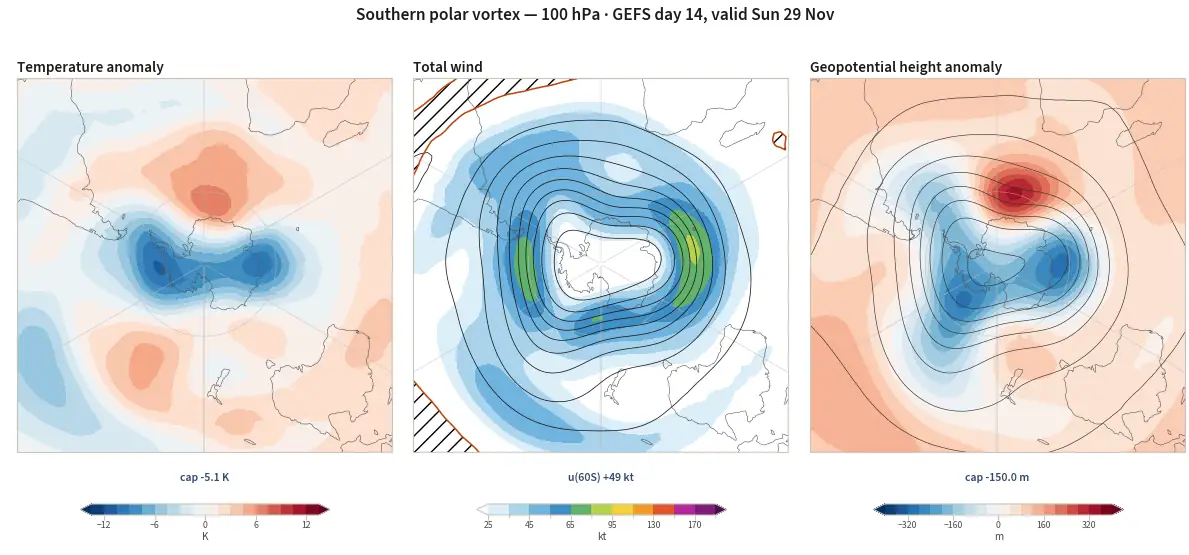 Southern polar vortex — 100 hPa · GEFS day 14, valid Sun 29 Nov
Temperature anomaly
Total wind
Geopotential height anomaly
cap -5.1 K
u(60S) +49 kt
cap -150.0 m
−12 −6 0 6 12
K
25 45 65 95 130 170
kt
−320 −160 0 160 320
m